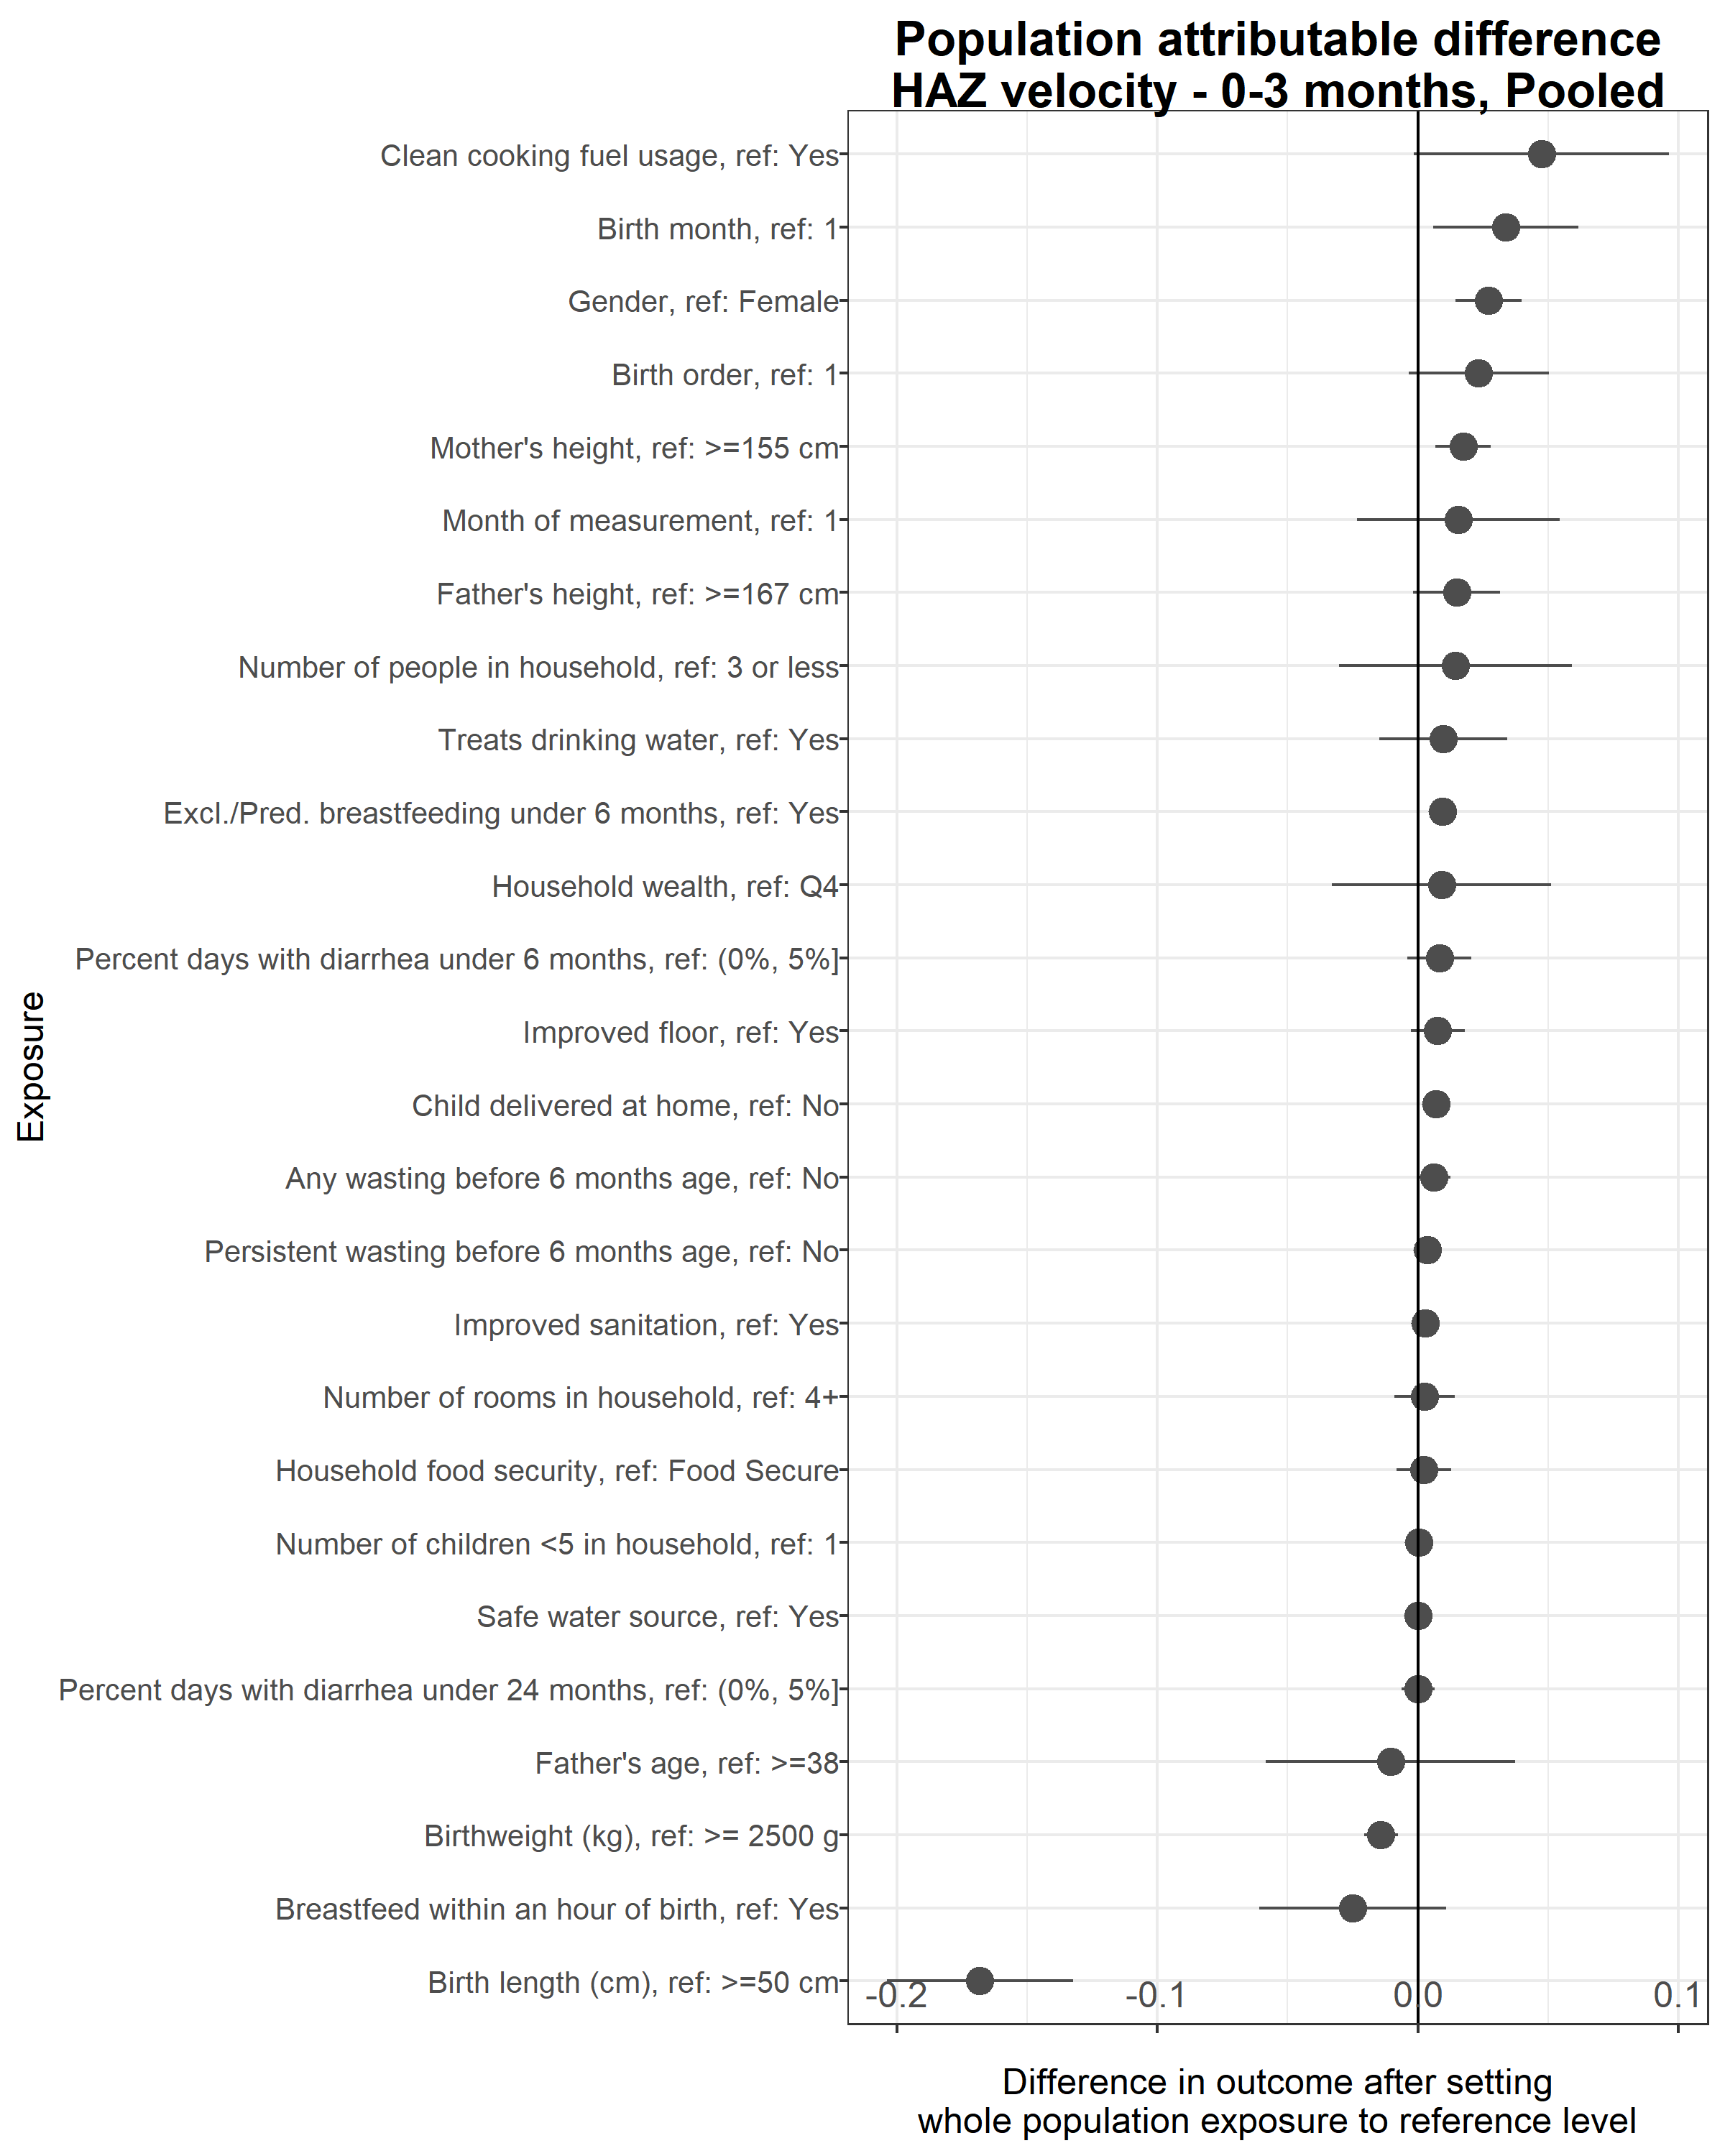 Population attributable difference
HAZ velocity - 0-3 months, Pooled
Clean cooking fuel usage, ref: Yes
Birth month, ref: 1
Gender, ref: Female
Birth order, ref: 1
Mother's height, ref: >=155 cm
Month of measurement, ref: 1
Father's height, ref: >=167 cm
Number of people in household, ref: 3 or less
Treats drinking water, ref: Yes
Excl./Pred. breastfeeding under 6 months, ref: Yes
Household wealth, ref: Q4
Percent days with diarrhea under 6 months, ref: (0%, 5%]
Improved floor, ref: Yes
Child delivered at home, ref: No
Any wasting before 6 months age, ref: No
Persistent wasting before 6 months age, ref: No
Improved sanitation, ref: Yes
Number of rooms in household, ref: 4+
Household food security, ref: Food Secure
Number of children <5 in household, ref: 1
Safe water source, ref: Yes
Percent days with diarrhea under 24 months, ref: (0%, 5%]
Father's age, ref: >=38
Birthweight (kg), ref: >= 2500 g
Breastfeed within an hour of birth, ref: Yes
Birth length (cm), ref: >=50 cm
Exposure
-0.2 -0.1 0.0 0.1
Difference in outcome after setting
whole population exposure to reference level